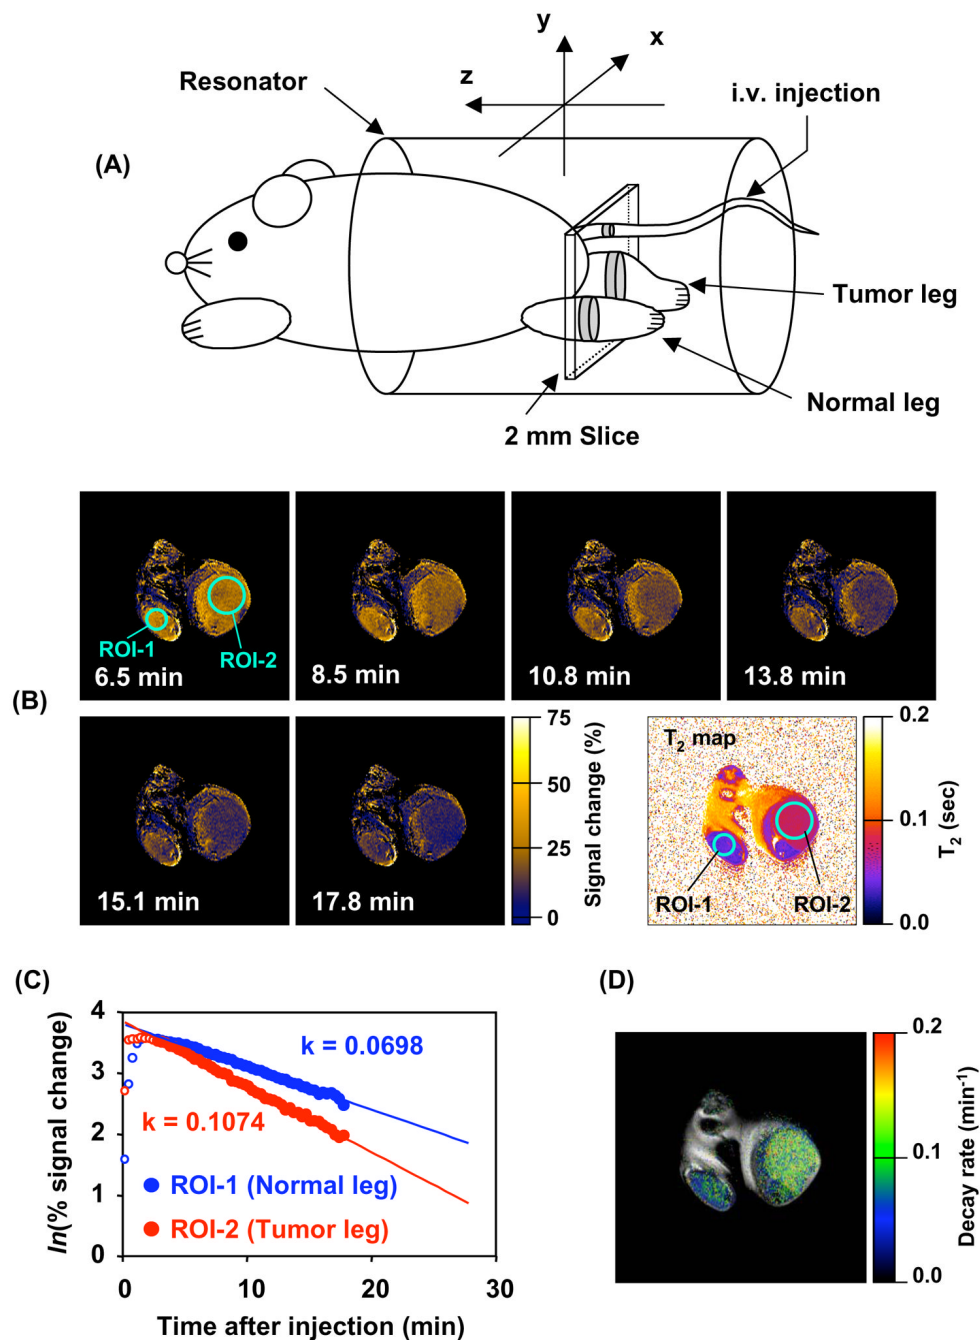 (A)
y
x
z
Resonator
i.v. injection
Tumor leg
Normal leg
2 mm Slice
(B)
ROI-1
ROI-2
6.5 min
8.5 min
10.8 min
13.8 min
15.1 min
17.8 min
75
50
25
0
Signal change (%)
T₂ map
ROI-1
ROI-2
0.2
0.1
0.0
T₂ (sec)
(C)
4
3
2
1
0
ln(% signal change)
k = 0.0698
k = 0.1074
ROI-1 (Normal leg)
ROI-2 (Tumor leg)
0
10
20
30
Time after injection (min)
(D)
0.2
0.1
0.0
Decay rate (min⁻¹)